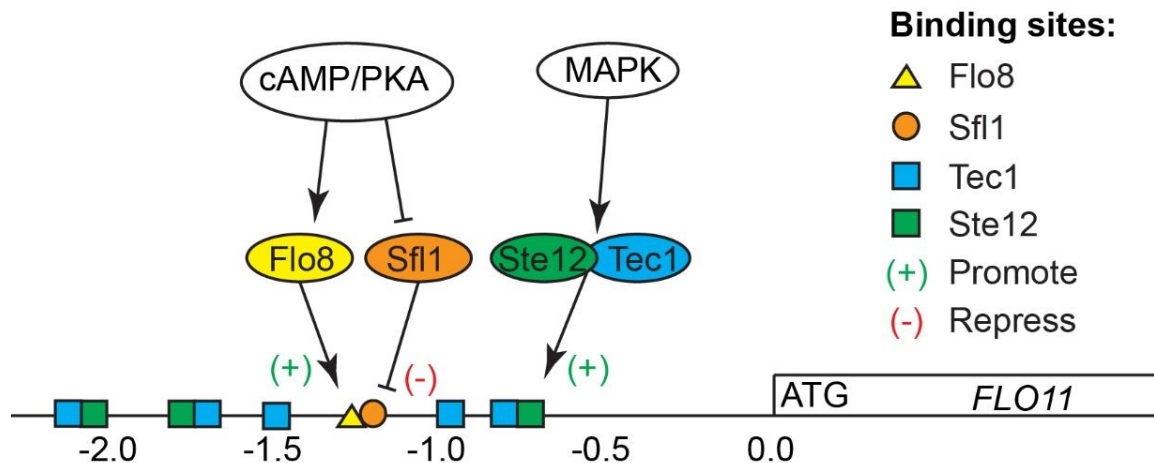 Binding sites:
cAMP/PKA
MAPK
Flo8
Sfl1
Tec1
Ste12
(+) Promote
(-) Repress
Flo8
Sfl1
Ste12
Tec1
(+)
(-)
(+)
ATG
FLO11
-2.0
-1.5
-1.0
-0.5
0.0